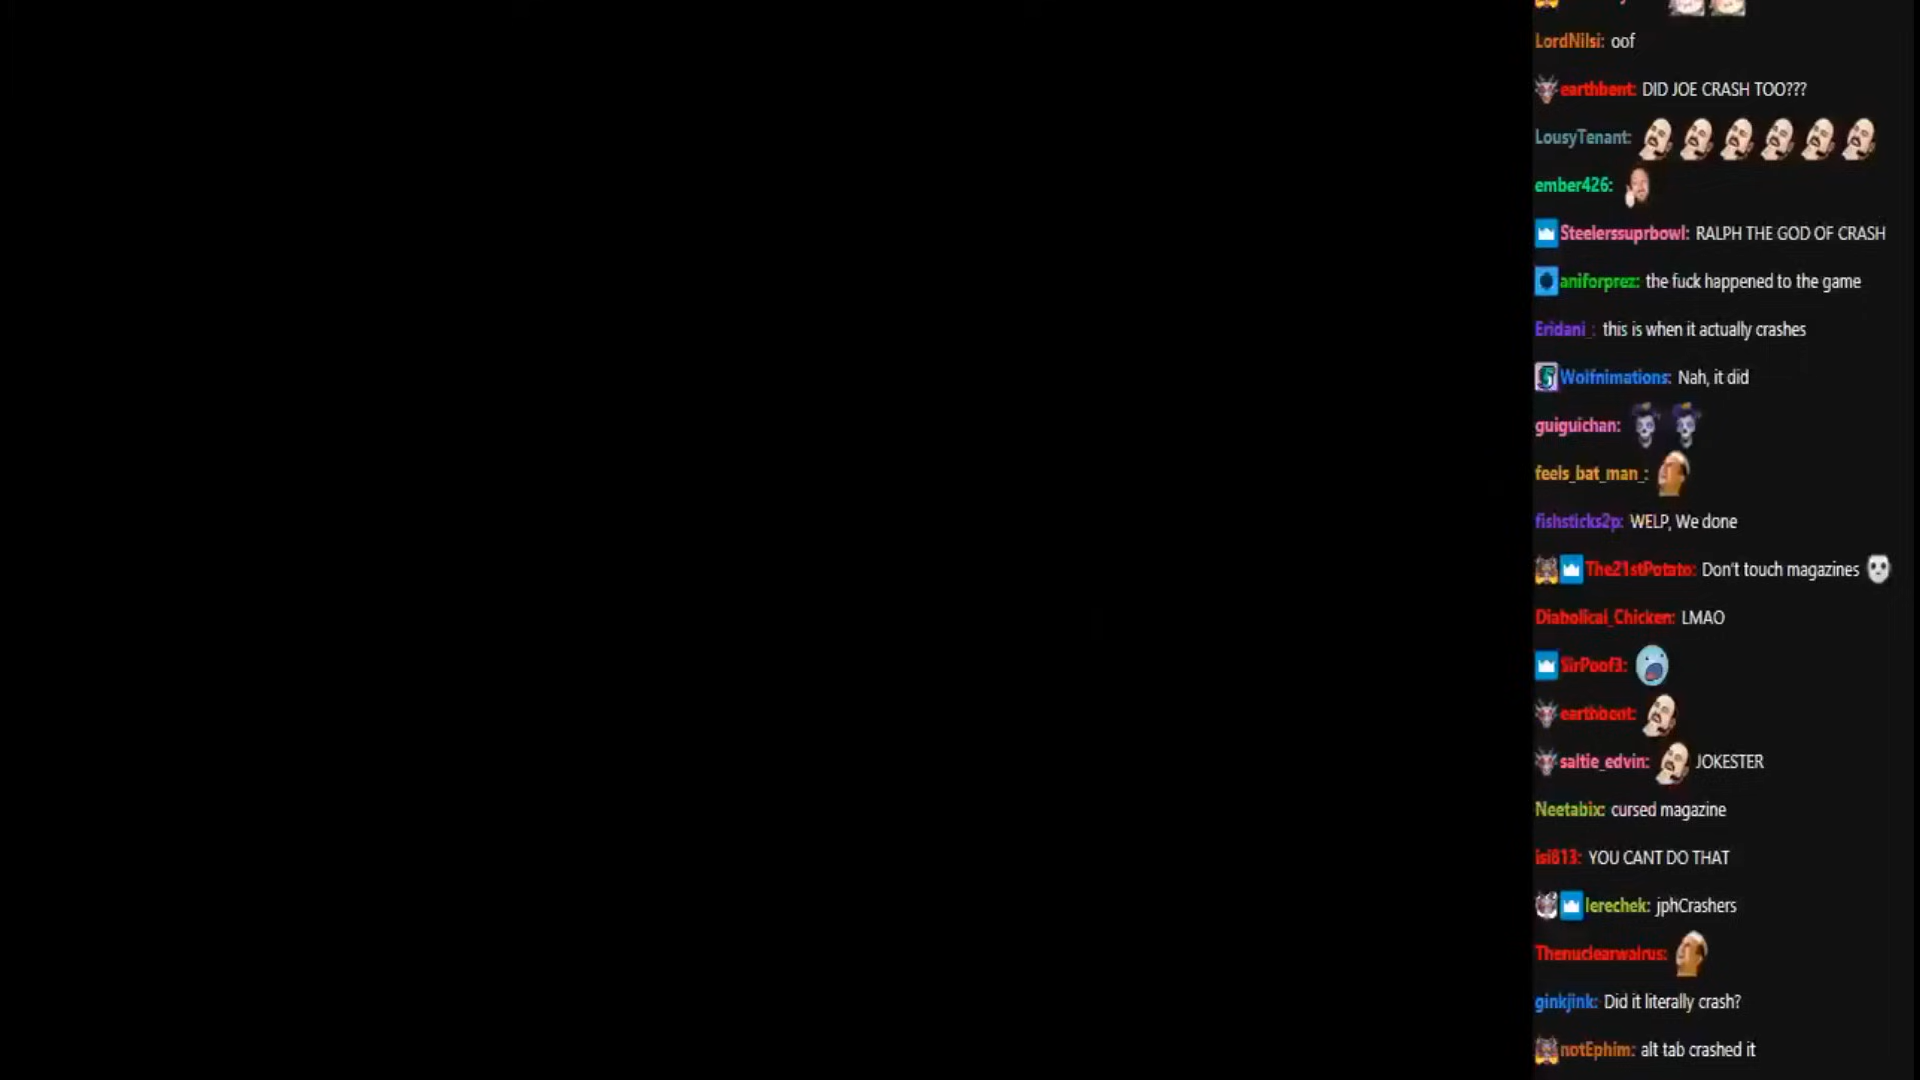 LordNilsi: oof
earthbent: DID JOE CRASH TOO???
LousyTenant:
ember426:
Steelerssuprbowl: RALPH THE GOD OF CRASH
aniforprez: the fuck happened to the game
Eridani_: this is when it actually crashes
Wolfnimations: Nah, it did
guiguichan:
feels_bat_man_:
fishsticks2p: WELP, We done
The21stPotato: Don't touch magazines
Diabolical_Chicken: LMAO
SirPoof3:
earthbent:
saltie_edvin: JOKESTER
Neetabix: cursed magazine
isi813: YOU CANT DO THAT
lerechek: jphCrashers
Thenuclearwalrus:
ginkjink: Did it literally crash?
notEphim: alt tab crashed it